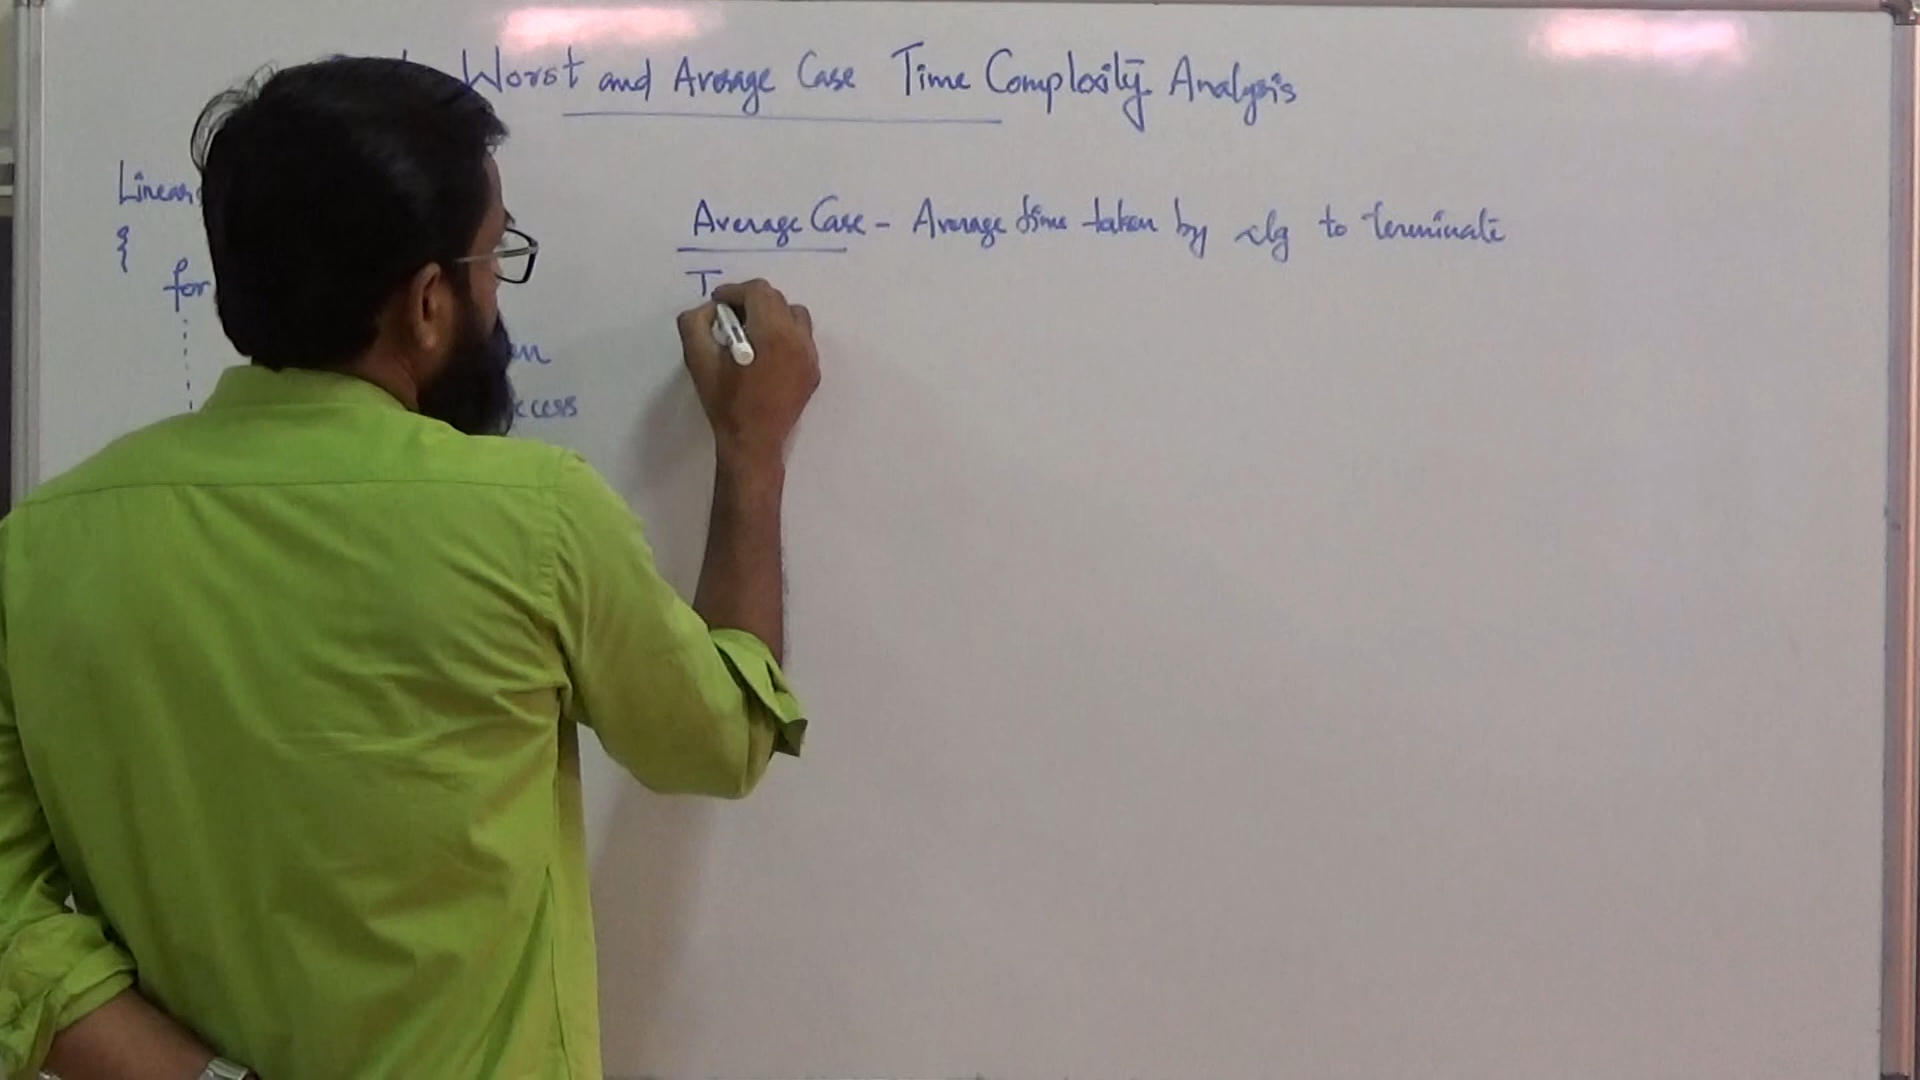 Worst and Average Case Time Complexity Analysis
Linear
{
for
Average Case - Average time taken by alg to terminate
T